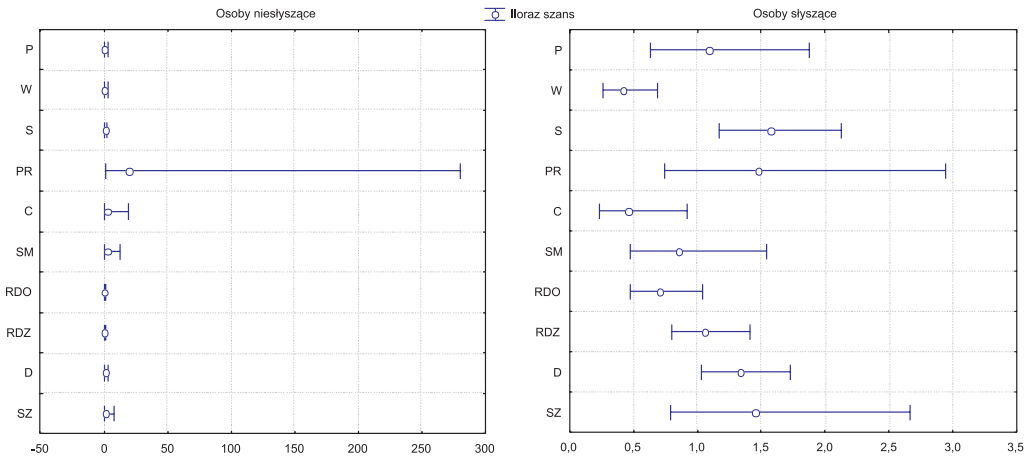 Osoby niesłyszące
Iloraz szans
Osoby słyszące
P
W
S
PR
C
SM
RDO
RDZ
D
SZ
-50 0 50 100 150 200 250 300
P
W
S
PR
C
SM
RDO
RDZ
D
SZ
0,0 0,5 1,0 1,5 2,0 2,5 3,0 3,5